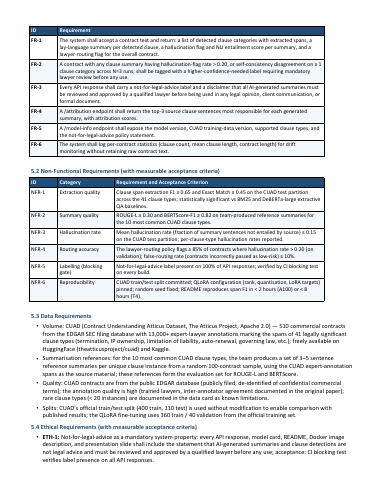 ID Requirement
FR-1 The system shall accept a contract text and return: a list of detected clause categories with extracted spans, a
lay-language summary per detected clause, a hallucination flag and NLI entailment score per summary, and a
lawyer-routing flag for the overall contract.
FR-2 A contract with any clause summary having hallucination-flag rate > 0.20, or self-consistency disagreement on ≥ 1
clause category across N=3 runs, shall be tagged with a higher-confidence-needed label requiring mandatory
lawyer review before any use.
FR-3 Every API response shall carry a not-for-legal-advice label and a disclaimer that all AI-generated summaries must
be reviewed and approved by a qualified lawyer before being used in any legal opinion, client communication, or
formal document.
FR-4 A /attribution endpoint shall return the top-3 source clause sentences most responsible for each generated
summary, with attribution scores.
FR-5 A /model-info endpoint shall expose the model version, CUAD training-data version, supported clause types, and
the not-for-legal-advice policy statement.
FR-6 The system shall log per-contract statistics (clause count, mean clause length, contract length) for drift
monitoring without retaining raw contract text.
5.2 Non-Functional Requirements (with measurable acceptance criteria)
ID Category Requirement and Acceptance Criterion
NFR-1 Extraction quality Clause span extraction F1 ≥ 0.65 and Exact Match ≥ 0.45 on the CUAD test partition
across the 41 clause types; statistically significant vs BM25 and DeBERTa-large extractive
QA baselines.
NFR-2 Summary quality ROUGE-L ≥ 0.30 and BERTScore-F1 ≥ 0.82 on team-produced reference summaries for
the 10 most common CUAD clause types.
NFR-3 Hallucination rate Mean hallucination rate (fraction of summary sentences not entailed by source) ≤ 0.15
on the CUAD test partition; per-clause-type hallucination rates reported.
NFR-4 Routing accuracy The lawyer-routing policy flags ≥ 85% of contracts where hallucination rate > 0.20 (on
validation); false-routing rate (contracts incorrectly passed as low-risk) ≤ 10%.
NFR-5 Labelling (blocking gate) Not-for-legal-advice label present on 100% of API responses; verified by CI blocking test
on every build.
NFR-6 Reproducibility CUAD train/test split committed; QLoRA configuration (rank, quantisation, LoRA targets)
pinned; random seed fixed; README reproduces span F1 in < 2 hours (A100) or < 8
hours (T4).
5.3 Data Requirements
• Volume: CUAD (Contract Understanding Atticus Dataset, The Atticus Project, Apache 2.0) — 510 commercial contracts
from the EDGAR SEC filing database with 13,000+ expert-lawyer annotations marking the spans of 41 legally significant
clause types (termination, IP ownership, limitation of liability, auto-renewal, governing law, etc.); freely available on
HuggingFace (theatticusproject/cuad) and Kaggle.
• Summarisation references: for the 10 most common CUAD clause types, the team produces a set of 3–5 sentence
reference summaries per unique clause instance from a random 100-contract sample, using the CUAD expert-annotation
spans as the source material; these references form the evaluation set for ROUGE-L and BERTScore.
• Quality: CUAD contracts are from the public EDGAR database (publicly filed, de-identified of confidential commercial
terms); the annotation quality is high (trained lawyers, inter-annotator agreement documented in the original paper);
rare clause types (< 20 instances) are documented in the data card as known limitations.
• Splits: CUAD's official train/test split (400 train, 110 test) is used without modification to enable comparison with
published results; the QLoRA fine-tuning uses 360 train / 40 validation from the official training set.
5.4 Ethical Requirements (with measurable acceptance criteria)
• ETH-1: Not-for-legal-advice as a mandatory system property: every API response, model card, README, Docker image
description, and presentation slide shall include the statement that AI-generated summaries and clause detections are
not legal advice and must be reviewed and approved by a qualified lawyer before any use; acceptance: CI blocking test
verifies label presence on all API responses.